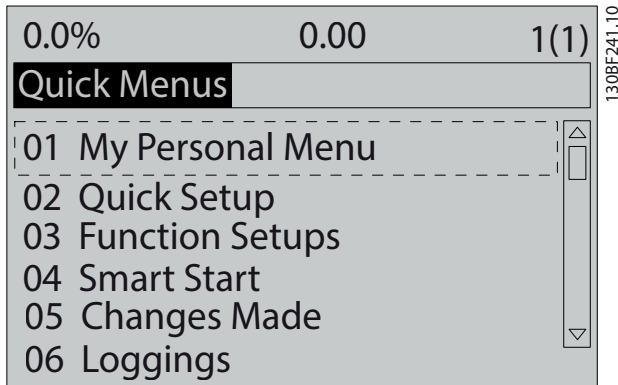 0.0% 0.00 1(1)
Quick Menus
01 My Personal Menu
02 Quick Setup
03 Function Setups
04 Smart Start
05 Changes Made
06 Loggings
130BF241.10